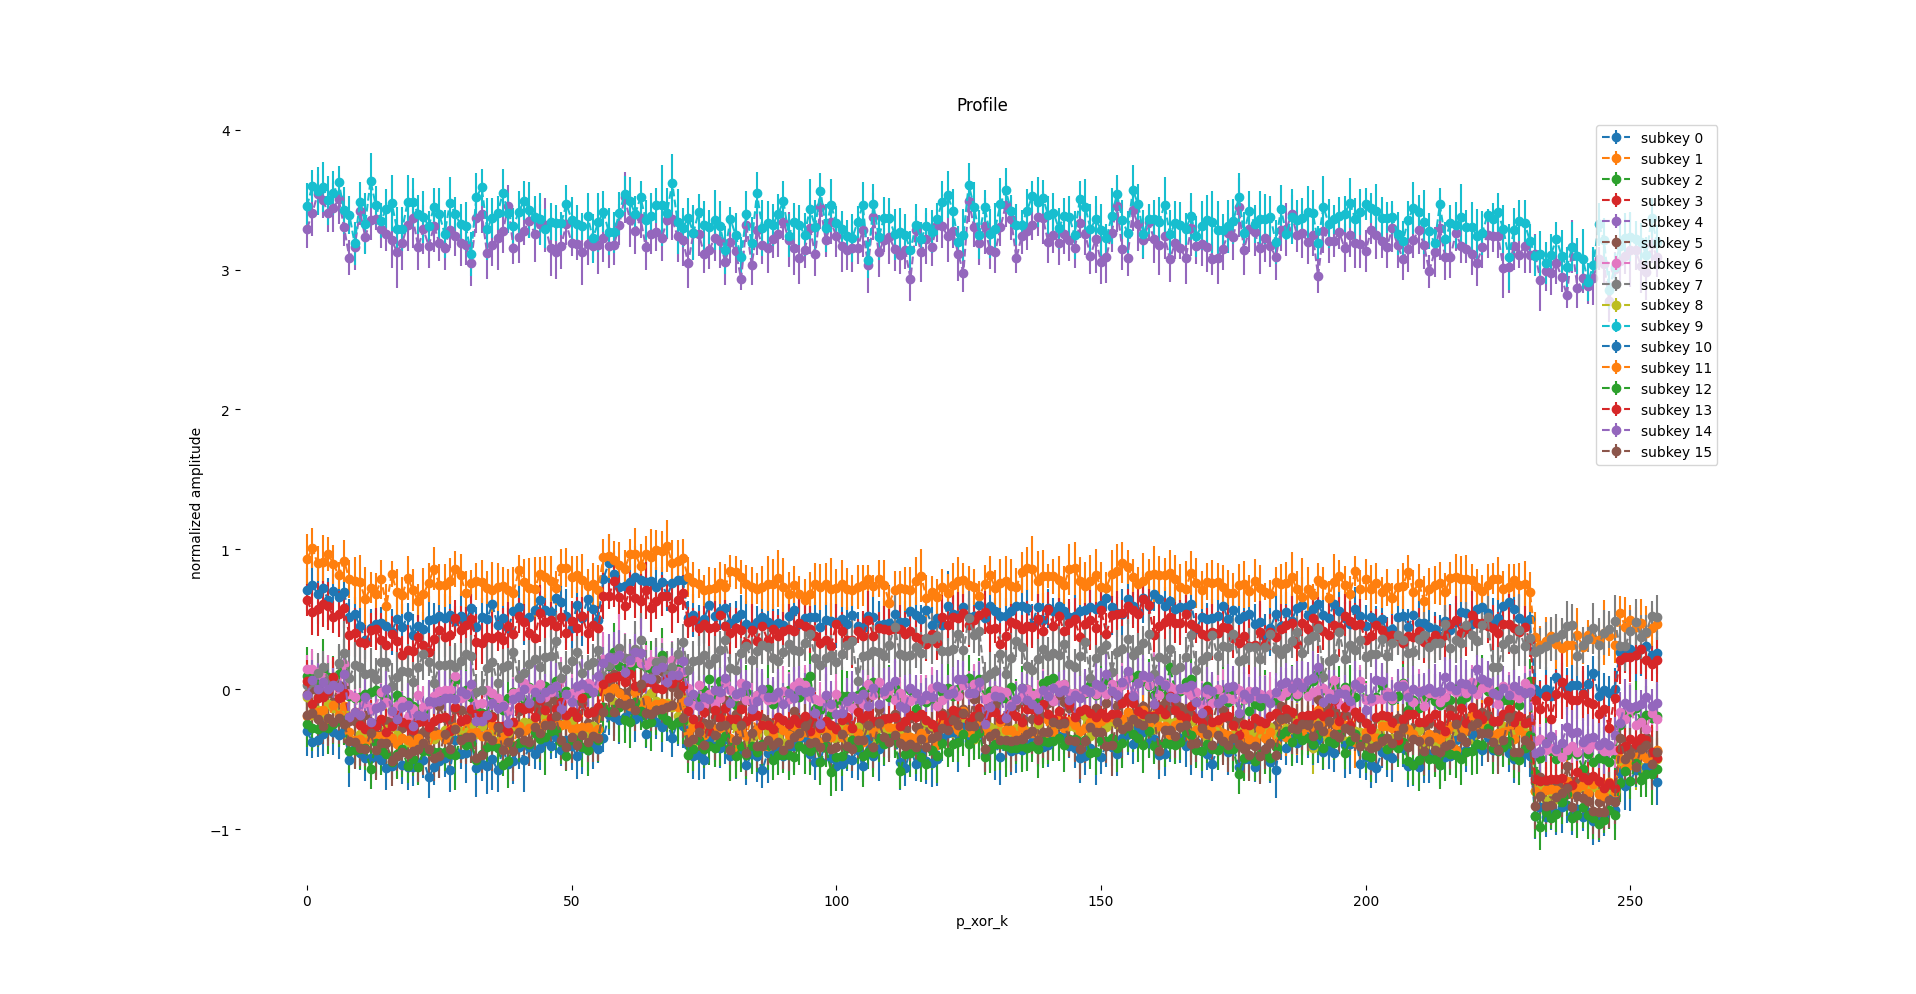 Profile
4
3
2
1
0
−1
normalized amplitude
0
50
100
150
200
250
p_xor_k
subkey 0
subkey 1
subkey 2
subkey 3
subkey 4
subkey 5
subkey 6
subkey 7
subkey 8
subkey 9
subkey 10
subkey 11
subkey 12
subkey 13
subkey 14
subkey 15